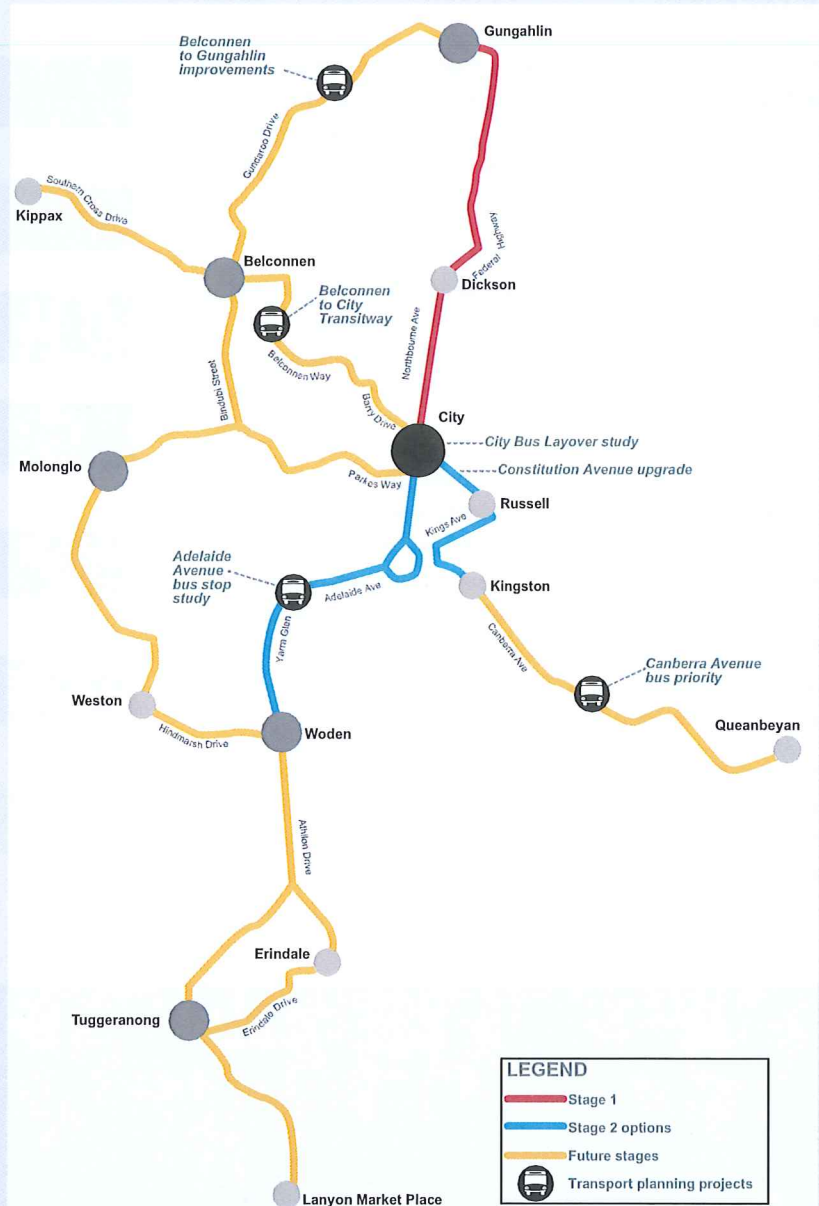 Gungahlin
Belconnen
to Gungahlin
improvements
Gundaroo Drive
Southern Cross Drive
Kippax
Federal Highway
Belconnen
Dickson
Belconnen
to City
Transitway
Northbourne Ave
Belconnen Way
Bindubi Street
Barry Drive
City
City Bus Layover study
Molonglo
Constitution Avenue upgrade
Parkes Way
Russell
Kings Ave
Adelaide
Avenue
bus stop
study
Adelaide Ave
Kingston
Yarra Glen
Canberra Ave
Canberra Avenue
bus priority
Weston
Hindmarsh Drive
Woden
Queanbeyan
Athllon Drive
Erindale
Erindale Drive
Tuggeranong
LEGEND
Stage 1
Stage 2 options
Future stages
Transport planning projects
Lanyon Market Place